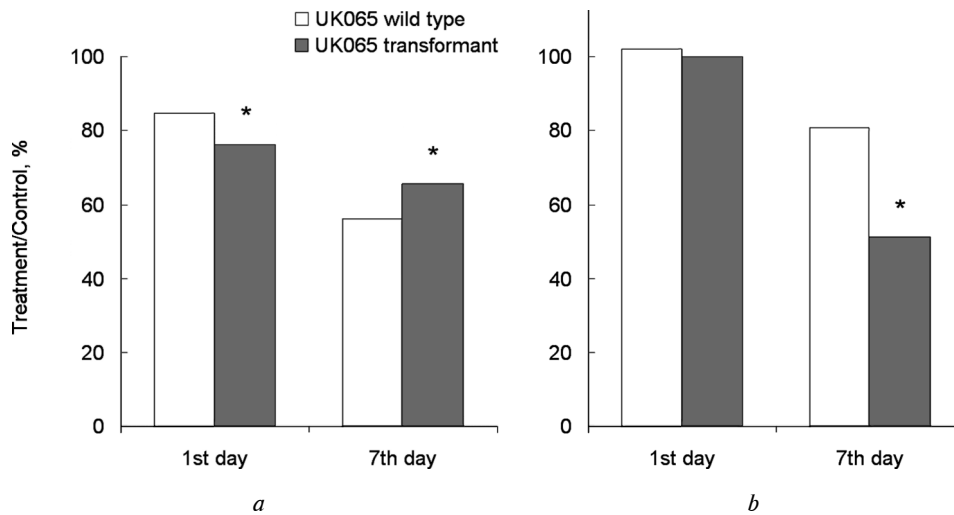 UK065 wild type
UK065 transformant
Treatment/Control, %
100
80
60
40
20
0
*
*
1st day
7th day
a
100
80
60
40
20
0
*
1st day
7th day
b